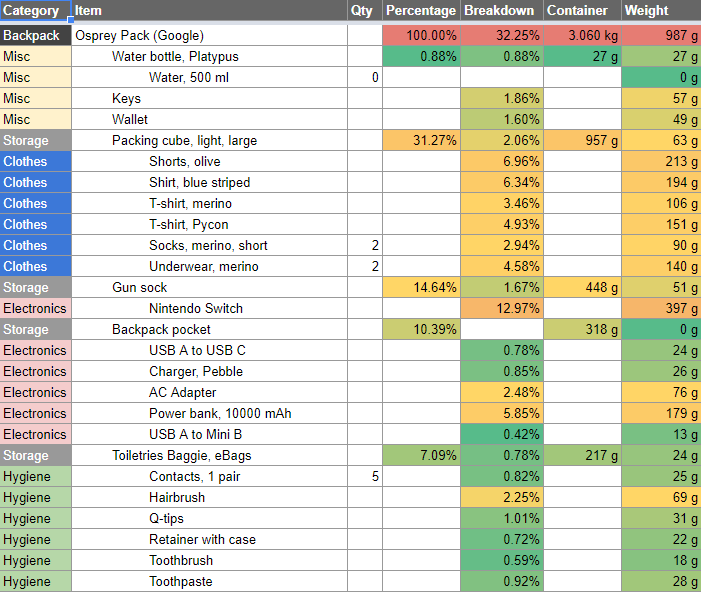 Category Item Qty Percentage Breakdown Container Weight
Backpack Osprey Pack (Google) 100.00% 32.25% 3.060 kg 987 g
Misc Water bottle, Platypus 0.88% 0.88% 27 g 27 g
Misc Water, 500 ml 0 0 g
Misc Keys 1.86% 57 g
Misc Wallet 1.60% 49 g
Storage Packing cube, light, large 31.27% 2.06% 957 g 63 g
Clothes Shorts, olive 6.96% 213 g
Clothes Shirt, blue striped 6.34% 194 g
Clothes T-shirt, merino 3.46% 106 g
Clothes T-shirt, Pycon 4.93% 151 g
Clothes Socks, merino, short 2 2.94% 90 g
Clothes Underwear, merino 2 4.58% 140 g
Storage Gun sock 14.64% 1.67% 448 g 51 g
Electronics Nintendo Switch 12.97% 397 g
Storage Backpack pocket 10.39% 318 g 0 g
Electronics USB A to USB C 0.78% 24 g
Electronics Charger, Pebble 0.85% 26 g
Electronics AC Adapter 2.48% 76 g
Electronics Power bank, 10000 mAh 5.85% 179 g
Electronics USB A to Mini B 0.42% 13 g
Storage Toiletries Baggie, eBags 7.09% 0.78% 217 g 24 g
Hygiene Contacts, 1 pair 5 0.82% 25 g
Hygiene Hairbrush 2.25% 69 g
Hygiene Q-tips 1.01% 31 g
Hygiene Retainer with case 0.72% 22 g
Hygiene Toothbrush 0.59% 18 g
Hygiene Toothpaste 0.92% 28 g